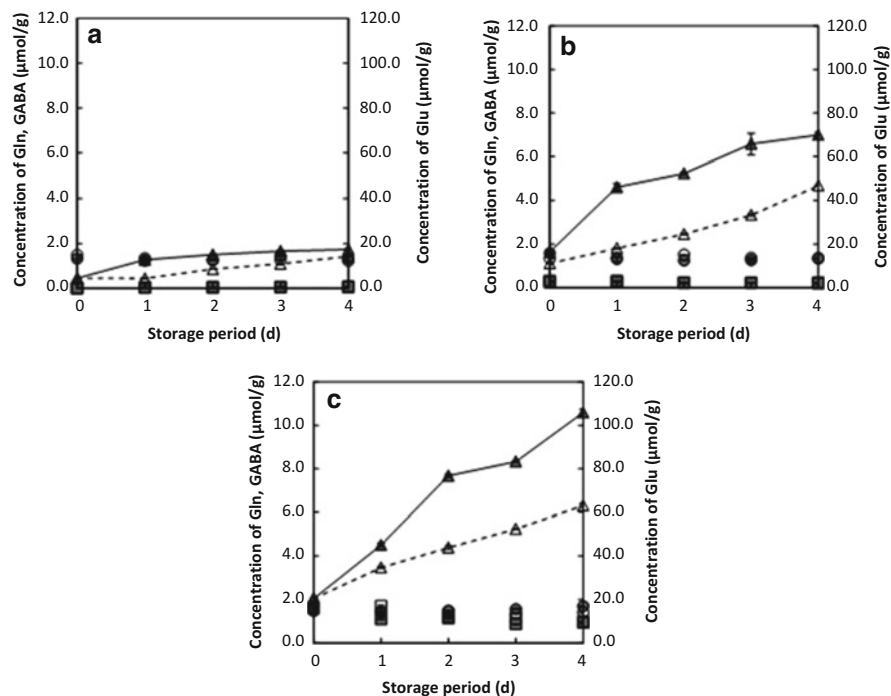 a
12.0
10.0
8.0
6.0
4.0
2.0
0.0
Concentration of Gln, GABA (µmol/g)
120.0
100.0
80.0
60.0
40.0
20.0
0.0
Concentration of Glu (µmol/g)
0 1 2 3 4
Storage period (d)
b
12.0
10.0
8.0
6.0
4.0
2.0
0.0
Concentration of Gln, GABA (µmol/g)
120.0
100.0
80.0
60.0
40.0
20.0
0.0
Concentration of Glu (µmol/g)
0 1 2 3 4
Storage period (d)
c
12.0
10.0
8.0
6.0
4.0
2.0
0.0
Concentration of Gln, GABA (µmol/g)
120.0
100.0
80.0
60.0
40.0
20.0
0.0
Concentration of Glu (µmol/g)
0 1 2 3 4
Storage period (d)